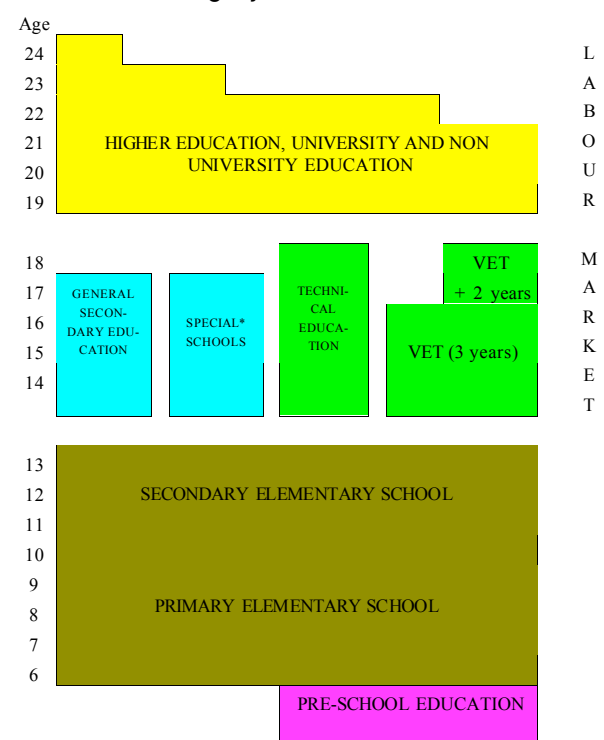 Age
24
23
22
21
20
19
HIGHER EDUCATION, UNIVERSITY AND NON
UNIVERSITY EDUCATION
18
17
16
15
14
GENERAL
SECON-
DARY EDU-
CATION
SPECIAL*
SCHOOLS
TECHNI-
CAL
EDUCA-
TION
VET
+ 2 years
VET (3 years)
13
12
11
10
9
8
7
6
SECONDARY ELEMENTARY SCHOOL
PRIMARY ELEMENTARY SCHOOL
PRE-SCHOOL EDUCATION
L
A
B
O
U
R
M
A
R
K
E
T